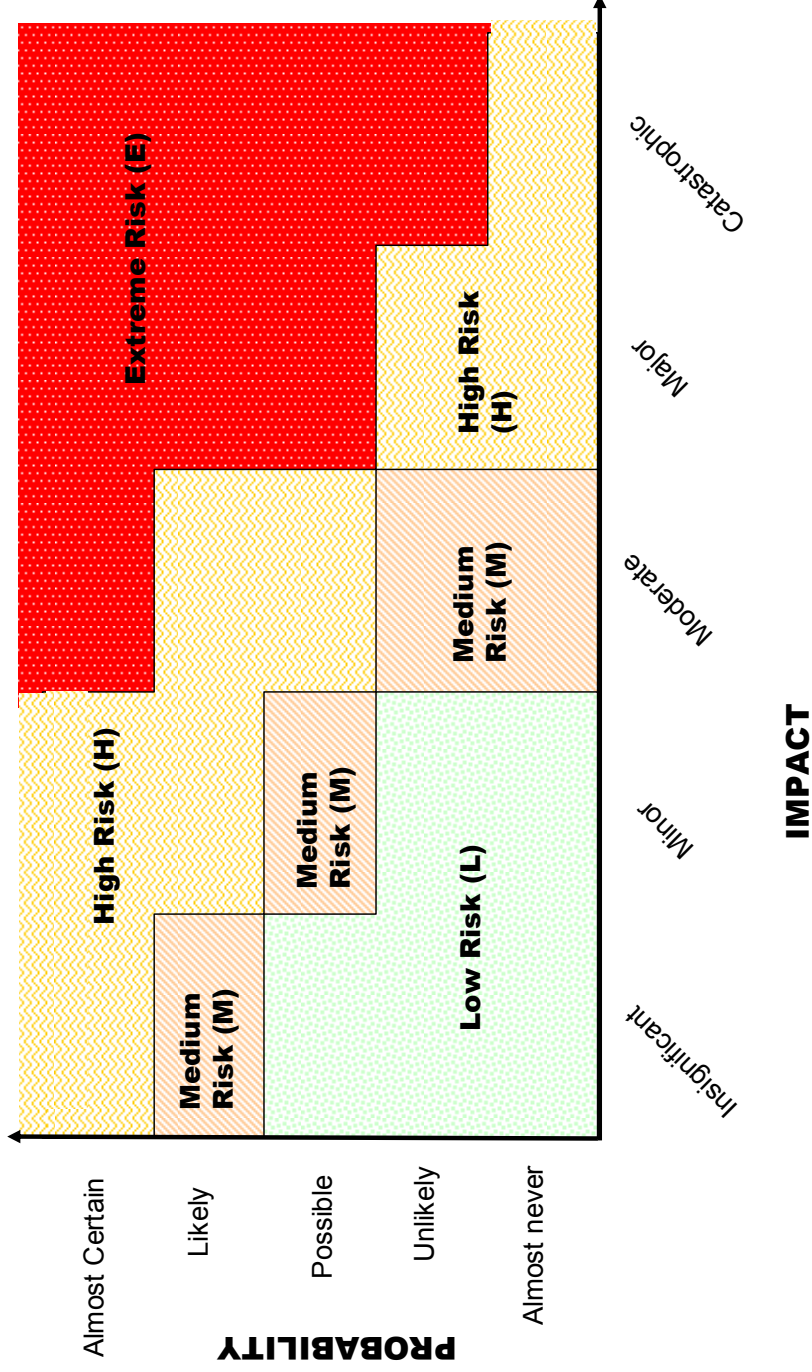 PROBABILITY
Almost Certain
Likely
Possible
Unlikely
Almost never
High Risk (H)
Extreme Risk (E)
Medium
Risk (M)
Medium
Risk (M)
Low Risk (L)
Medium
Risk (M)
High Risk
(H)
Insignificant
Minor
Moderate
Major
Catastrophic
IMPACT